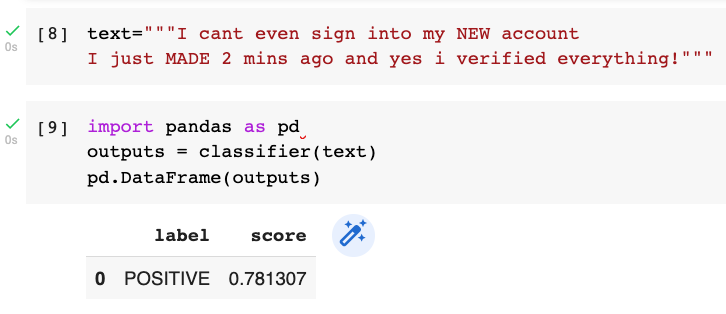 [8] text="""I cant even sign into my NEW account
0s I just MADE 2 mins ago and yes i verified everything!"""
[9] import pandas as pd
0s outputs = classifier(text)
pd.DataFrame(outputs)
label score
0 POSITIVE 0.781307